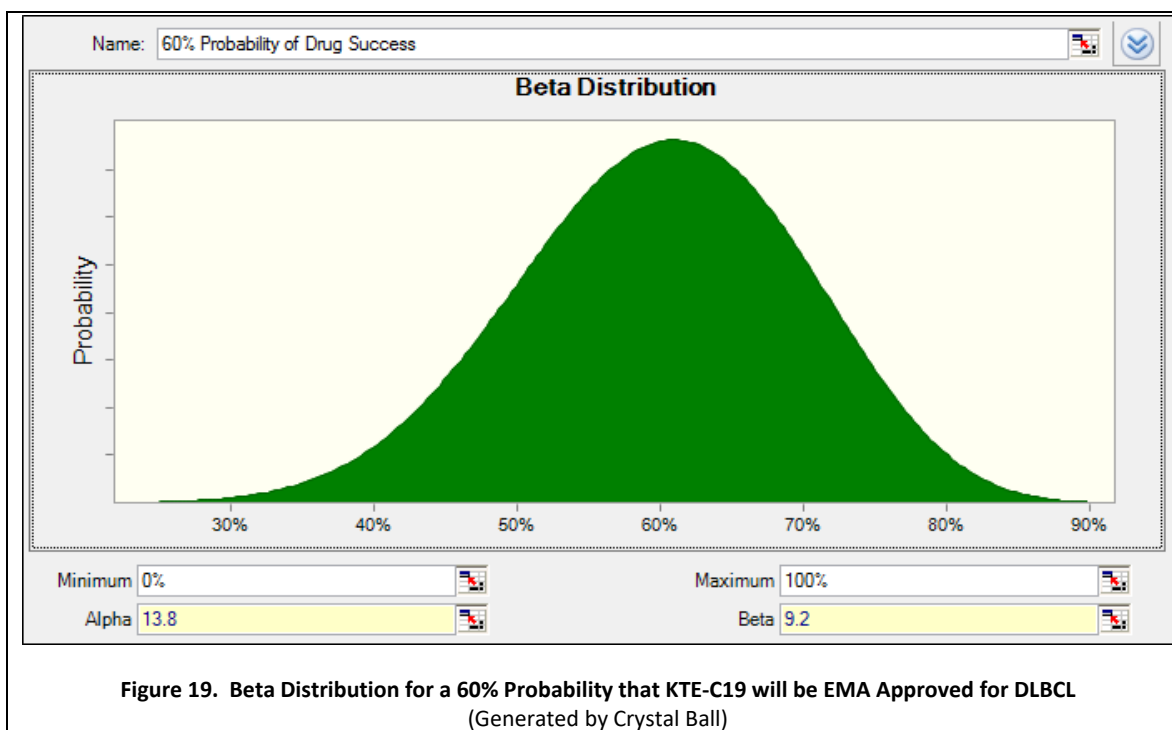 Name: 60% Probability of Drug Success
Beta Distribution
Probability
30% 40% 50% 60% 70% 80% 90%
Minimum 0% Maximum 100%
Alpha 13.8 Beta 9.2
Figure 19. Beta Distribution for a 60% Probability that KTE-C19 will be EMA Approved for DLBCL
(Generated by Crystal Ball)